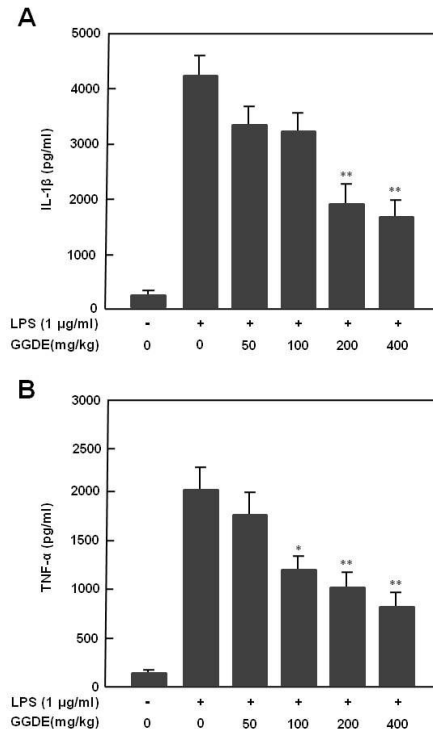 A
5000
4000
3000
2000
1000
0
IL-1β (pg/ml)
** **
LPS (1 µg/ml) - + + + + +
GGDE(mg/kg) 0 0 50 100 200 400
B
3000
2500
2000
1500
1000
500
0
TNF-α (pg/ml)
* ** **
LPS (1 µg/ml) - + + + + +
GGDE(mg/kg) 0 0 50 100 200 400